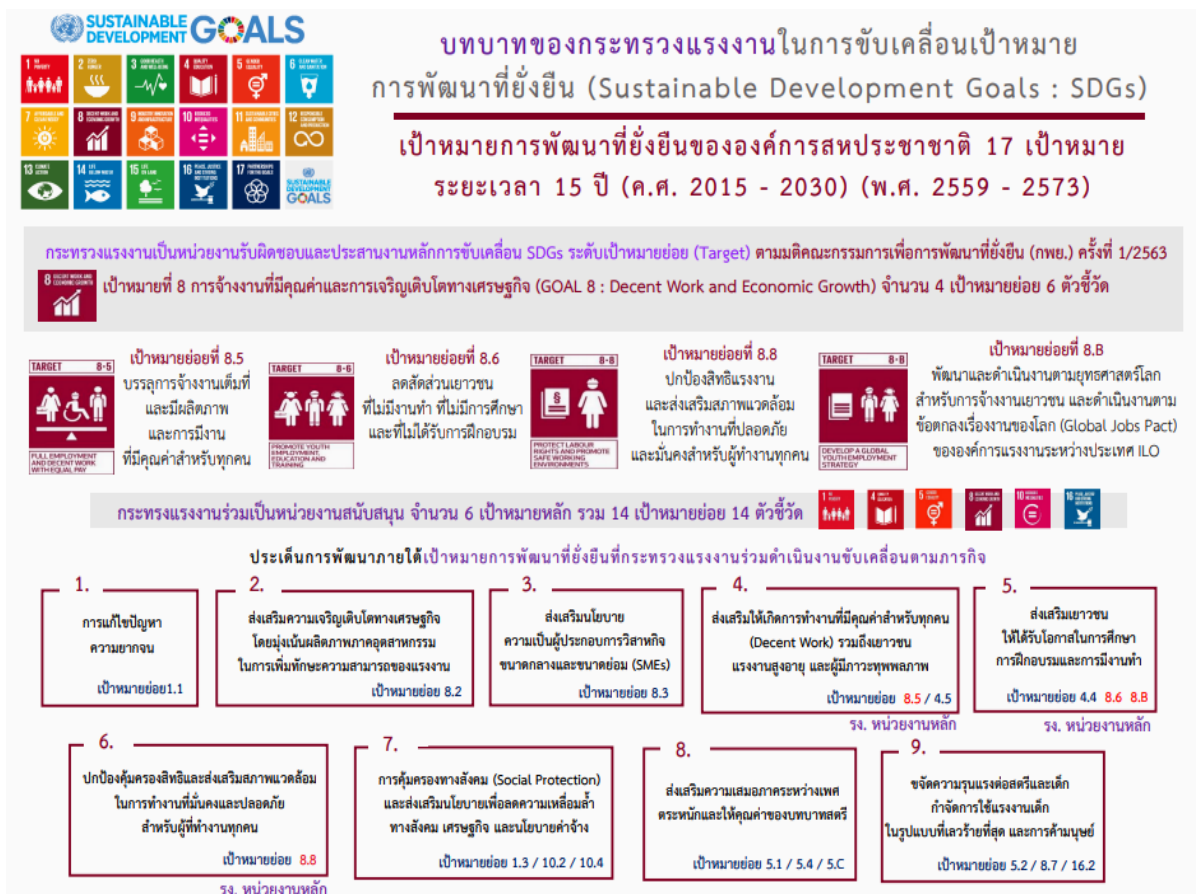 SUSTAINABLE
DEVELOPMENT GOALS
บทบาทของกระทรวงแรงงานในการขับเคลื่อนเป้าหมาย
การพัฒนาที่ยั่งยืน (Sustainable Development Goals : SDGs)
เป้าหมายการพัฒนาที่ยั่งยืนขององค์การสหประชาชาติ 17 เป้าหมาย
ระยะเวลา 15 ปี (ค.ศ. 2015 - 2030) (พ.ศ. 2559 - 2573)
1
2
3
4 QUALITY EDUCATION
5 GENDER EQUALITY
6
7
8 DECENT WORK AND ECONOMIC GROWTH
9
10
11
12
13 CLIMATE ACTION
14
15 LIFE ON LAND
16 PEACE, JUSTICE AND STRONG INSTITUTIONS
17 PARTNERSHIPS FOR THE GOALS
SUSTAINABLE
DEVELOPMENT
GOALS
กระทรวงแรงงานเป็นหน่วยงานรับผิดชอบและประสานงานหลักการขับเคลื่อน SDGs ระดับเป้าหมายย่อย (Target) ตามมติคณะกรรมการเพื่อการพัฒนาที่ยั่งยืน (กพย.) ครั้งที่ 1/2563
8 DECENT WORK AND ECONOMIC GROWTH
เป้าหมายที่ 8 การจ้างงานที่มีคุณค่าและการเจริญเติบโตทางเศรษฐกิจ (GOAL 8 : Decent Work and Economic Growth) จำนวน 4 เป้าหมายย่อย 6 ตัวชี้วัด
TARGET 8-5
FULL EMPLOYMENT
AND DECENT WORK
WITH EQUAL PAY
เป้าหมายย่อยที่ 8.5
บรรลุการจ้างงานเต็มที่
และมีผลิตภาพ
และการมีงาน
ที่มีคุณค่าสำหรับทุกคน
TARGET 8-6
PROMOTE YOUTH
EMPLOYMENT,
EDUCATION AND
TRAINING
เป้าหมายย่อยที่ 8.6
ลดสัดส่วนเยาวชน
ที่ไม่มีงานทำ ที่ไม่มีการศึกษา
และที่ไม่ได้รับการฝึกอบรม
TARGET 8-8
PROTECT LABOUR
RIGHTS AND PROMOTE
SAFE WORKING
ENVIRONMENTS
เป้าหมายย่อยที่ 8.8
ปกป้องสิทธิแรงงาน
และส่งเสริมสภาพแวดล้อม
ในการทำงานที่ปลอดภัย
และมั่นคงสำหรับผู้ทำงานทุกคน
TARGET 8-B
DEVELOP A GLOBAL
YOUTH EMPLOYMENT
STRATEGY
เป้าหมายย่อยที่ 8.B
พัฒนาและดำเนินงานตามยุทธศาสตร์โลก
สำหรับการจ้างงานเยาวชน และดำเนินงานตาม
ข้อตกลงเรื่องงานของโลก (Global Jobs Pact)
ขององค์การแรงงานระหว่างประเทศ ILO
กระทรงแรงงานร่วมเป็นหน่วยงานสนับสนุน จำนวน 6 เป้าหมายหลัก รวม 14 เป้าหมายย่อย 14 ตัวชี้วัด
1
4
5
8
10
16
ประเด็นการพัฒนาภายใต้เป้าหมายการพัฒนาที่ยั่งยืนที่กระทรวงแรงงานร่วมดำเนินงานขับเคลื่อนตามภารกิจ
1.
การแก้ไขปัญหา
ความยากจน
เป้าหมายย่อย1.1
2.
ส่งเสริมความเจริญเติบโตทางเศรษฐกิจ
โดยมุ่งเน้นผลิตภาพภาคอุตสาหกรรม
ในการเพิ่มทักษะความสามารถของแรงงาน
เป้าหมายย่อย 8.2
3.
ส่งเสริมนโยบาย
ความเป็นผู้ประกอบการวิสาหกิจ
ขนาดกลางและขนาดย่อม (SMEs)
เป้าหมายย่อย 8.3
4.
ส่งเสริมให้เกิดการทำงานที่มีคุณค่าสำหรับทุกคน
(Decent Work) รวมถึงเยาวชน
แรงงานสูงอายุ และผู้มีภาวะทุพพลภาพ
เป้าหมายย่อย 8.5 / 4.5
รง. หน่วยงานหลัก
5.
ส่งเสริมเยาวชน
ให้ได้รับโอกาสในการศึกษา
การฝึกอบรมและการมีงานทำ
เป้าหมายย่อย 4.4 8.6 8.B
รง. หน่วยงานหลัก
6.
ปกป้องคุ้มครองสิทธิและส่งเสริมสภาพแวดล้อม
ในการทำงานที่มั่นคงและปลอดภัย
สำหรับผู้ที่ทำงานทุกคน
เป้าหมายย่อย 8.8
รง. หน่วยงานหลัก
7.
การคุ้มครองทางสังคม (Social Protection)
และส่งเสริมนโยบายเพื่อลดความเหลื่อมล้ำ
ทางสังคม เศรษฐกิจ และนโยบายค่าจ้าง
เป้าหมายย่อย 1.3 / 10.2 / 10.4
8.
ส่งเสริมความเสมอภาคระหว่างเพศ
ตระหนักและให้คุณค่าของบทบาทสตรี
เป้าหมายย่อย 5.1 / 5.4 / 5.C
9.
ขจัดความรุนแรงต่อสตรีและเด็ก
กำจัดการใช้แรงงานเด็ก
ในรูปแบบที่เลวร้ายที่สุด และการค้ามนุษย์
เป้าหมายย่อย 5.2 / 8.7 / 16.2